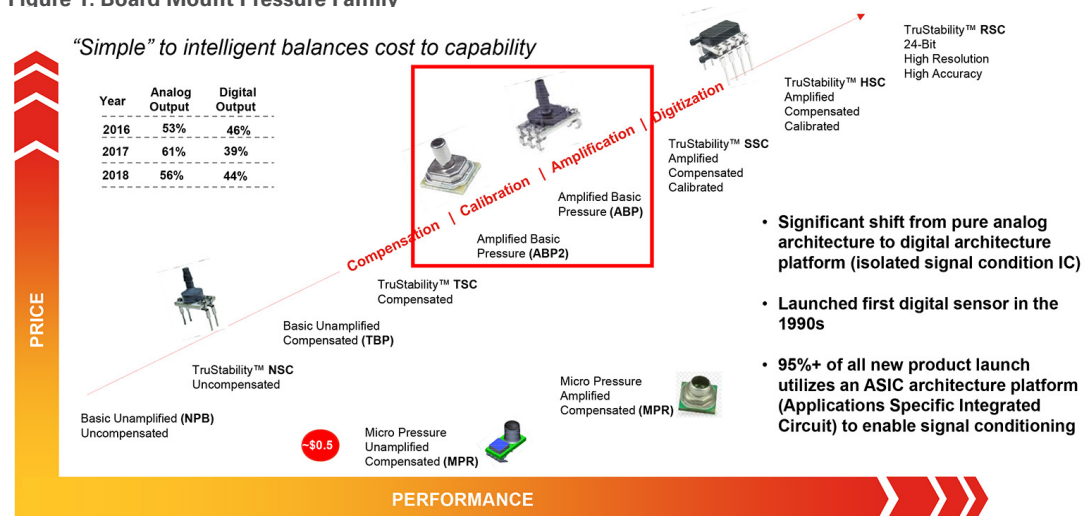 Figure 1. Board Mount Pressure Family
“Simple” to intelligent balances cost to capability
Year Analog Output Digital Output
2016 53% 46%
2017 61% 39%
2018 56% 44%
PRICE
Compensation | Calibration | Amplification | Digitization
TruStability™ RSC
24-Bit
High Resolution
High Accuracy
TruStability™ HSC
Amplified
Compensated
Calibrated
TruStability™ SSC
Amplified
Compensated
Calibrated
Amplified Basic
Pressure (ABP)
Amplified Basic
Pressure (ABP2)
TruStability™ TSC
Compensated
Basic Unamplified
Compensated (TBP)
TruStability™ NSC
Uncompensated
Basic Unamplified (NPB)
Uncompensated
~$0.5
Micro Pressure
Unamplified
Compensated (MPR)
Micro Pressure
Amplified
Compensated (MPR)
• Significant shift from pure analog
architecture to digital architecture
platform (isolated signal condition IC)
• Launched first digital sensor in the
1990s
• 95%+ of all new product launch
utilizes an ASIC architecture platform
(Applications Specific Integrated
Circuit) to enable signal conditioning
PERFORMANCE